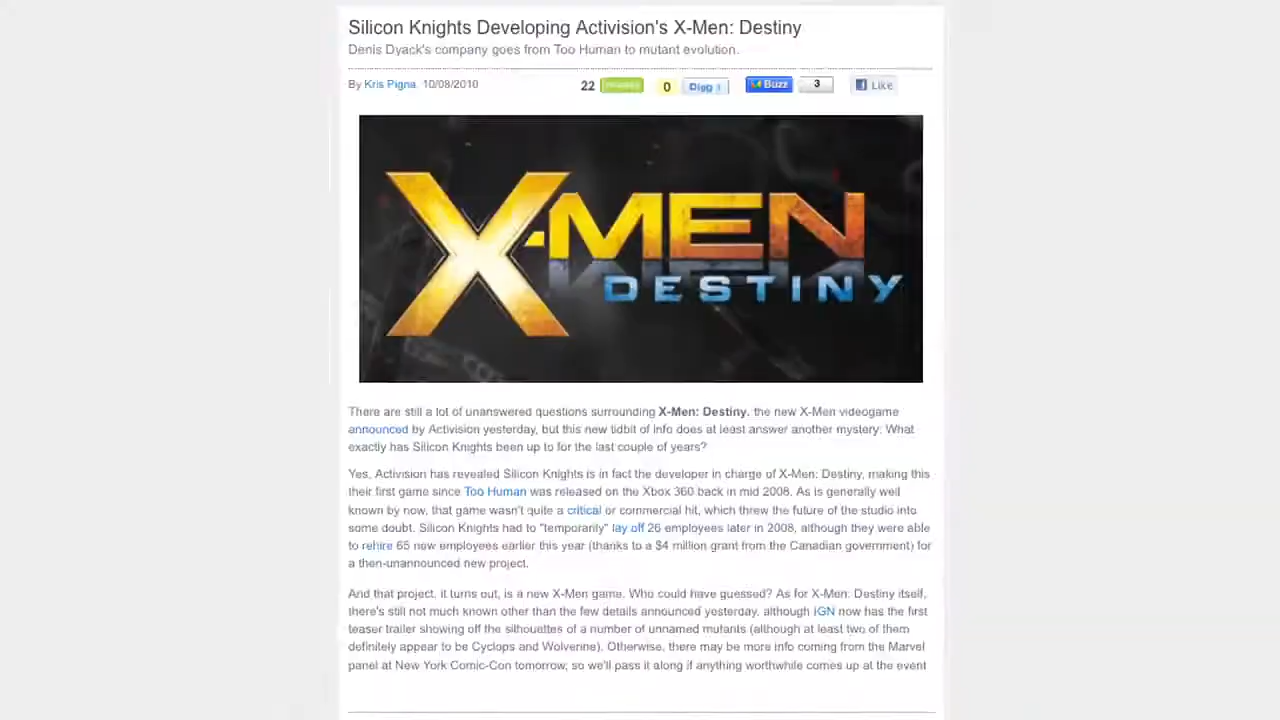 Silicon Knights Developing Activision's X-Men: Destiny
Denis Dyack's company goes from Too Human to mutant evolution.
By Kris Pigna 10/08/2010 22 0 Digg Buzz 3 Like
X-MEN
DESTINY
There are still a lot of unanswered questions surrounding X-Men: Destiny, the new X-Men videogame
announced by Activision yesterday, but this new tidbit of info does at least answer another mystery: What
exactly has Silicon Knights been up to for the last couple of years?
Yes, Activision has revealed Silicon Knights is in fact the developer in charge of X-Men: Destiny, making this
their first game since Too Human was released on the Xbox 360 back in mid 2008. As is generally well
known by now, that game wasn't quite a critical or commercial hit, which threw the future of the studio into
some doubt. Silicon Knights had to "temporarily" lay off 26 employees later in 2008, although they were able
to rehire 65 new employees earlier this year (thanks to a $4 million grant from the Canadian government) for
a then-unannounced new project.
And that project, it turns out, is a new X-Men game. Who could have guessed? As for X-Men: Destiny itself,
there's still not much known other than the few details announced yesterday, although IGN now has the first
teaser trailer showing off the silhouettes of a number of unnamed mutants (although at least two of them
definitely appear to be Cyclops and Wolverine). Otherwise, there may be more info coming from the Marvel
panel at New York Comic-Con tomorrow, so we'll pass it along if anything worthwhile comes up at the event